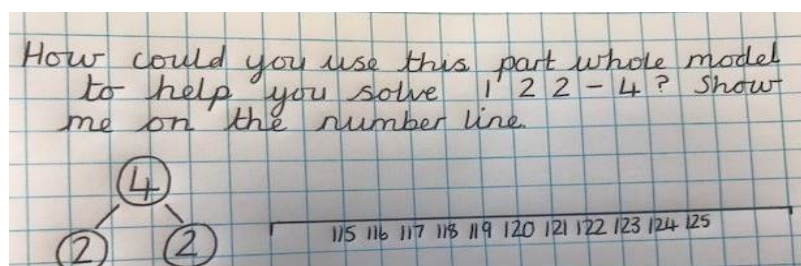 How could you use this part whole model
to help you solve 122-4? Show
me on the number line.
4
2 2
115 116 117 118 119 120 121 122 123 124 125